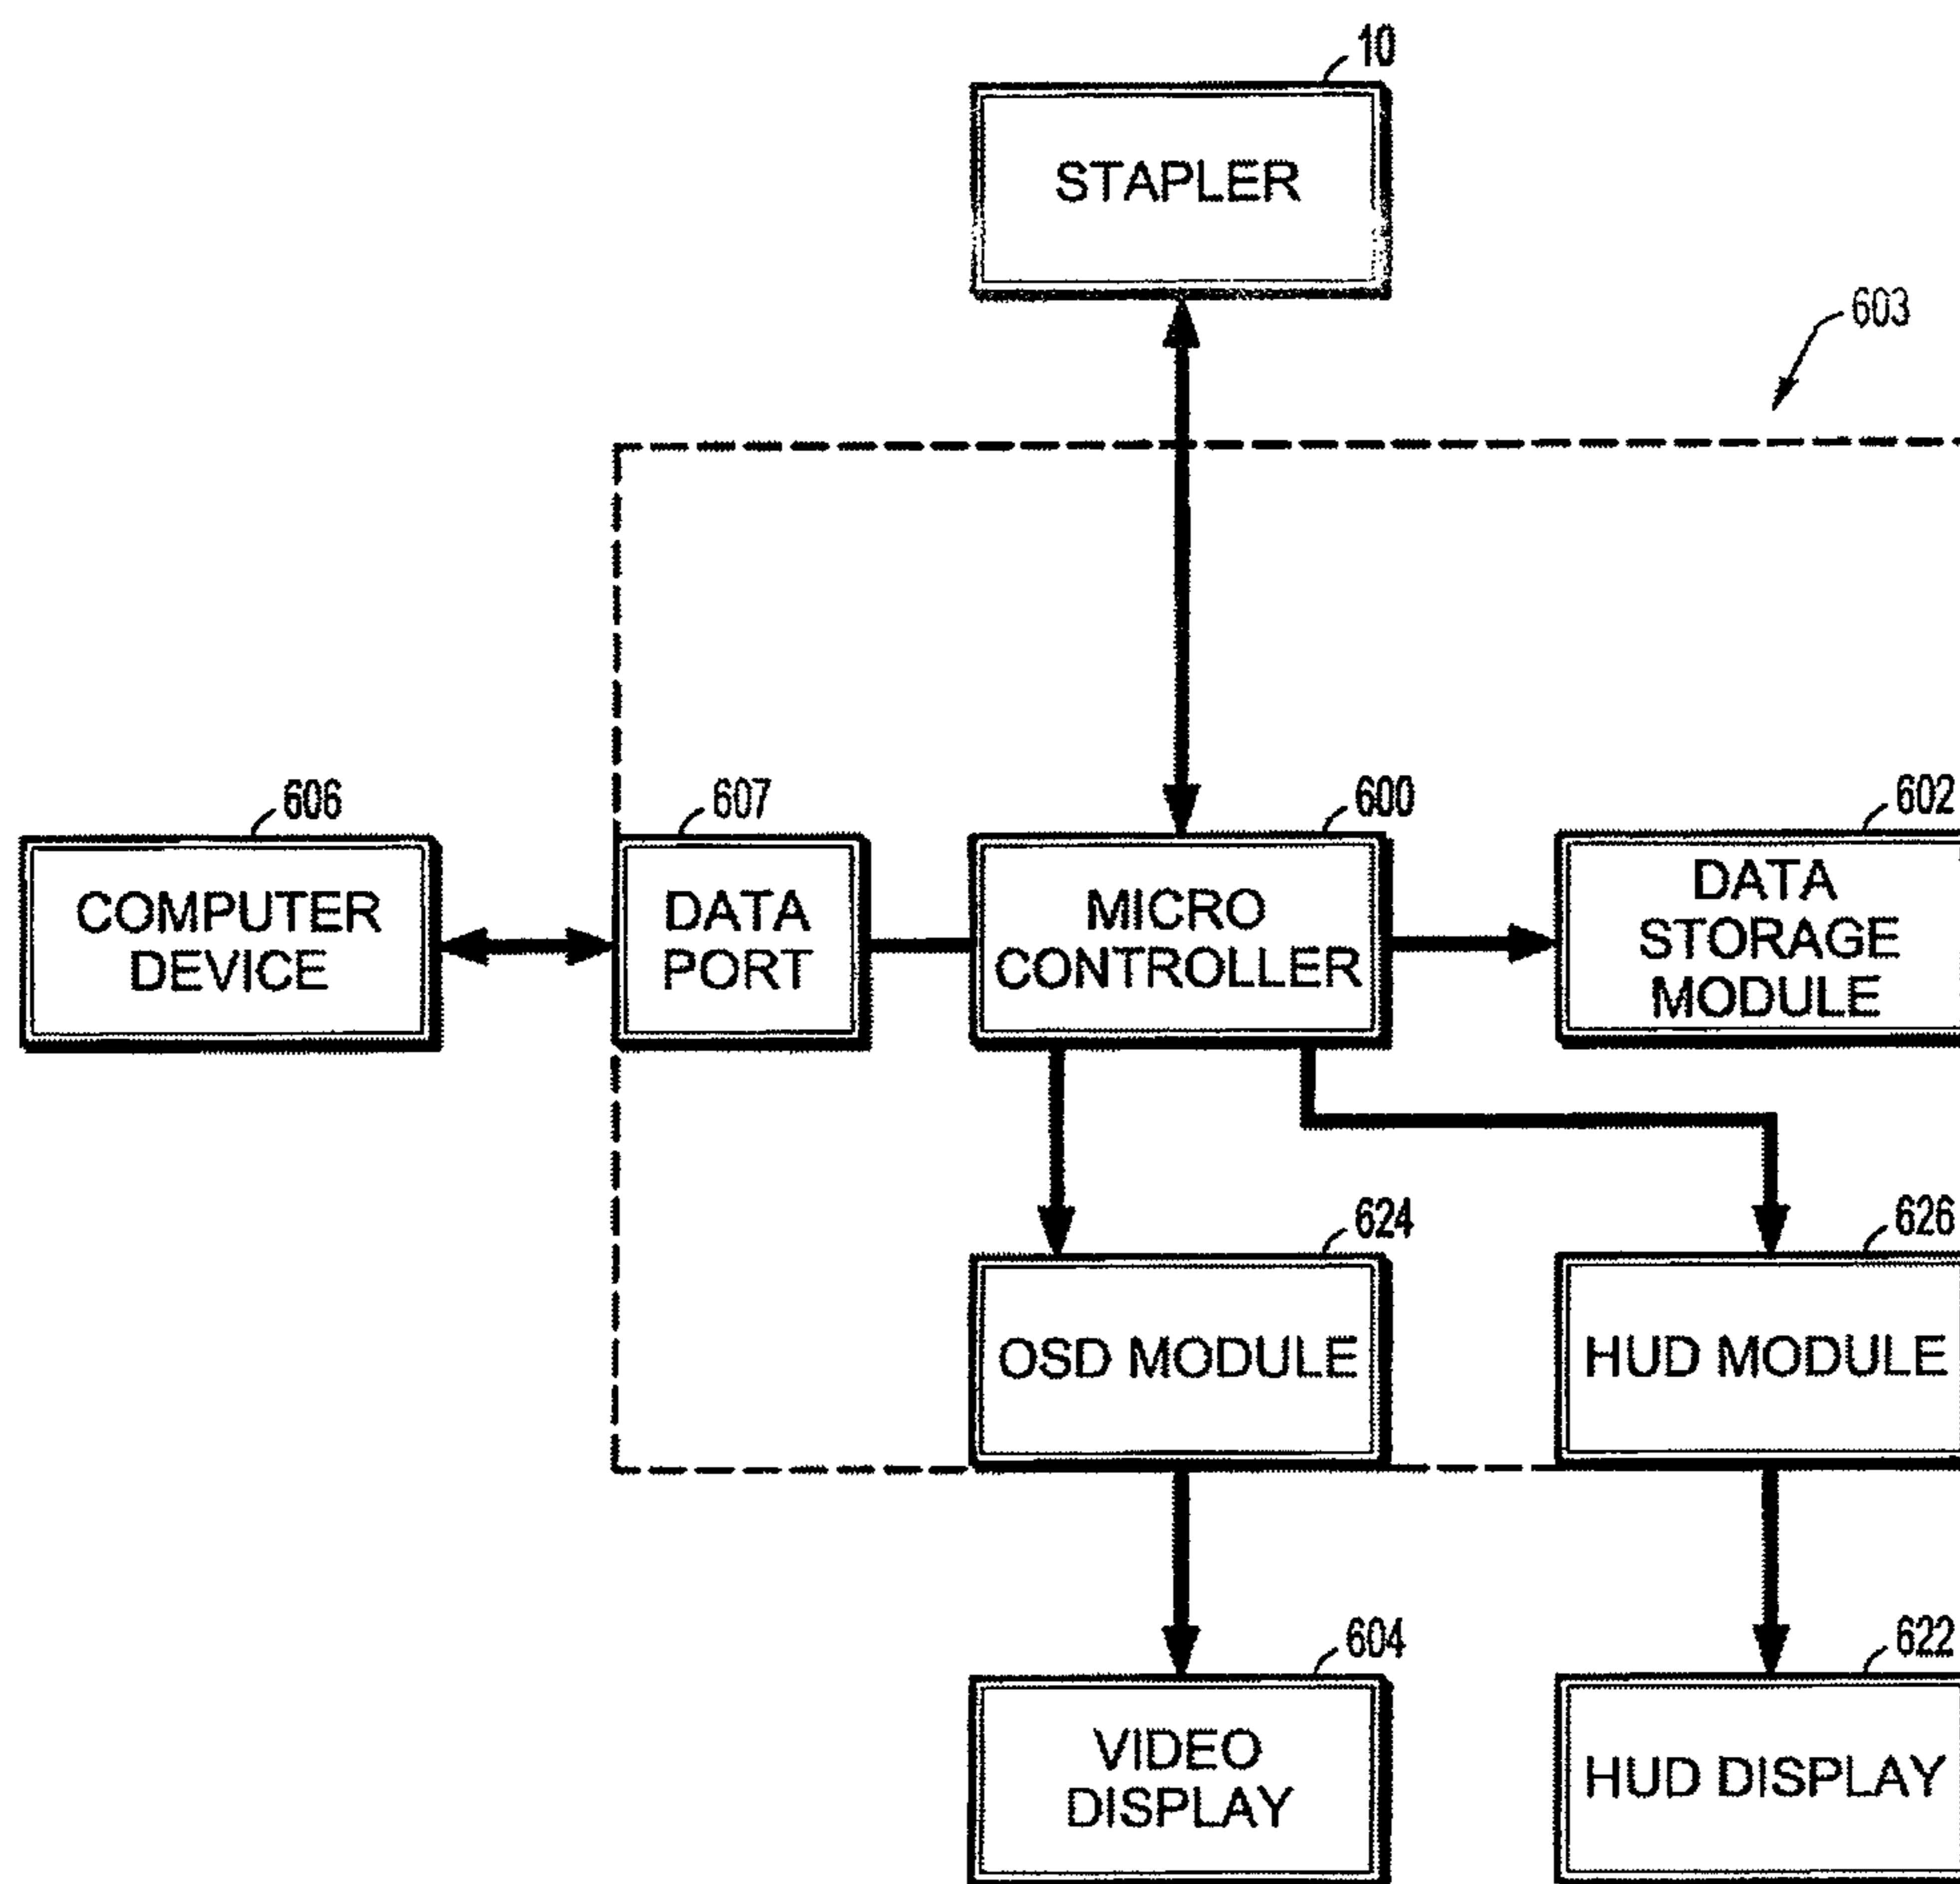 10
STAPLER
603
606
607
600
602
COMPUTER
DEVICE
DATA
PORT
MICRO
CONTROLLER
DATA
STORAGE
MODULE
624
626
OSD MODULE
HUD MODULE
604
622
VIDEO
DISPLAY
HUD DISPLAY